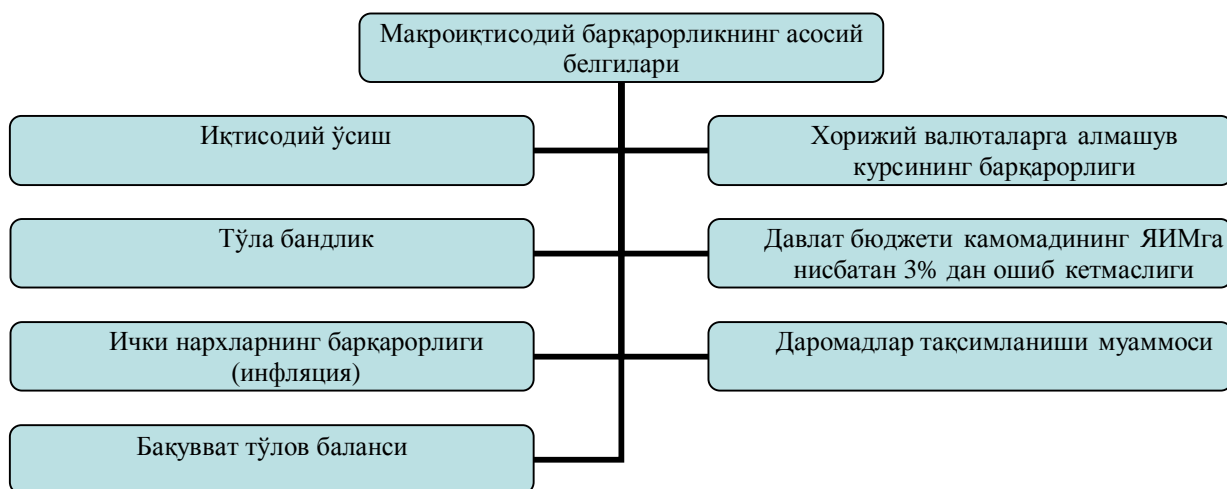 Макроиқтисодий барқарорликнинг асосий
белгилари
Иқтисодий ўсиш
Хорижий валюталарга алмашув
курсининг барқарорлиги
Тўла бандлик
Давлат бюджети камомадининг ЯИМга
нисбатан 3% дан ошиб кетмаслиги
Ички нархларнинг барқарорлиги
(инфляция)
Даромадлар тақсимланиши муаммоси
Бақувват тўлов баланси